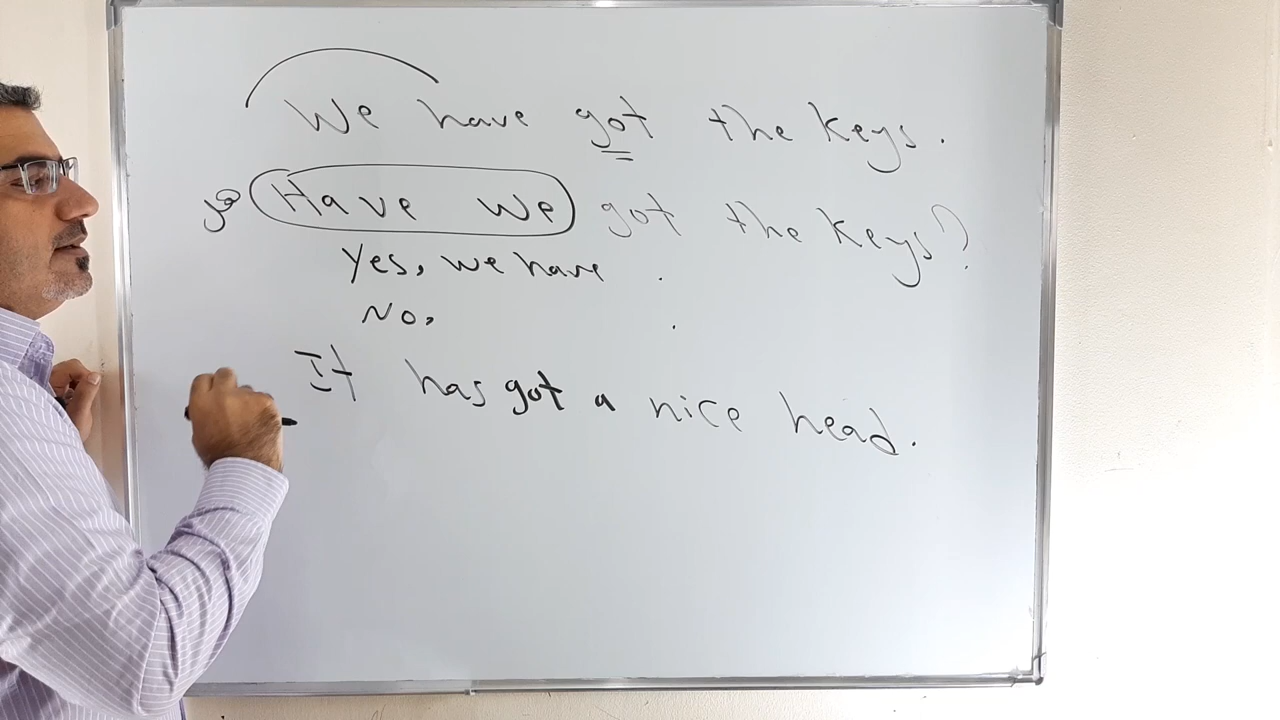 We have got the keys.
هل Have we got the keys?
Yes, we have .
No, .
It has got a nice head.